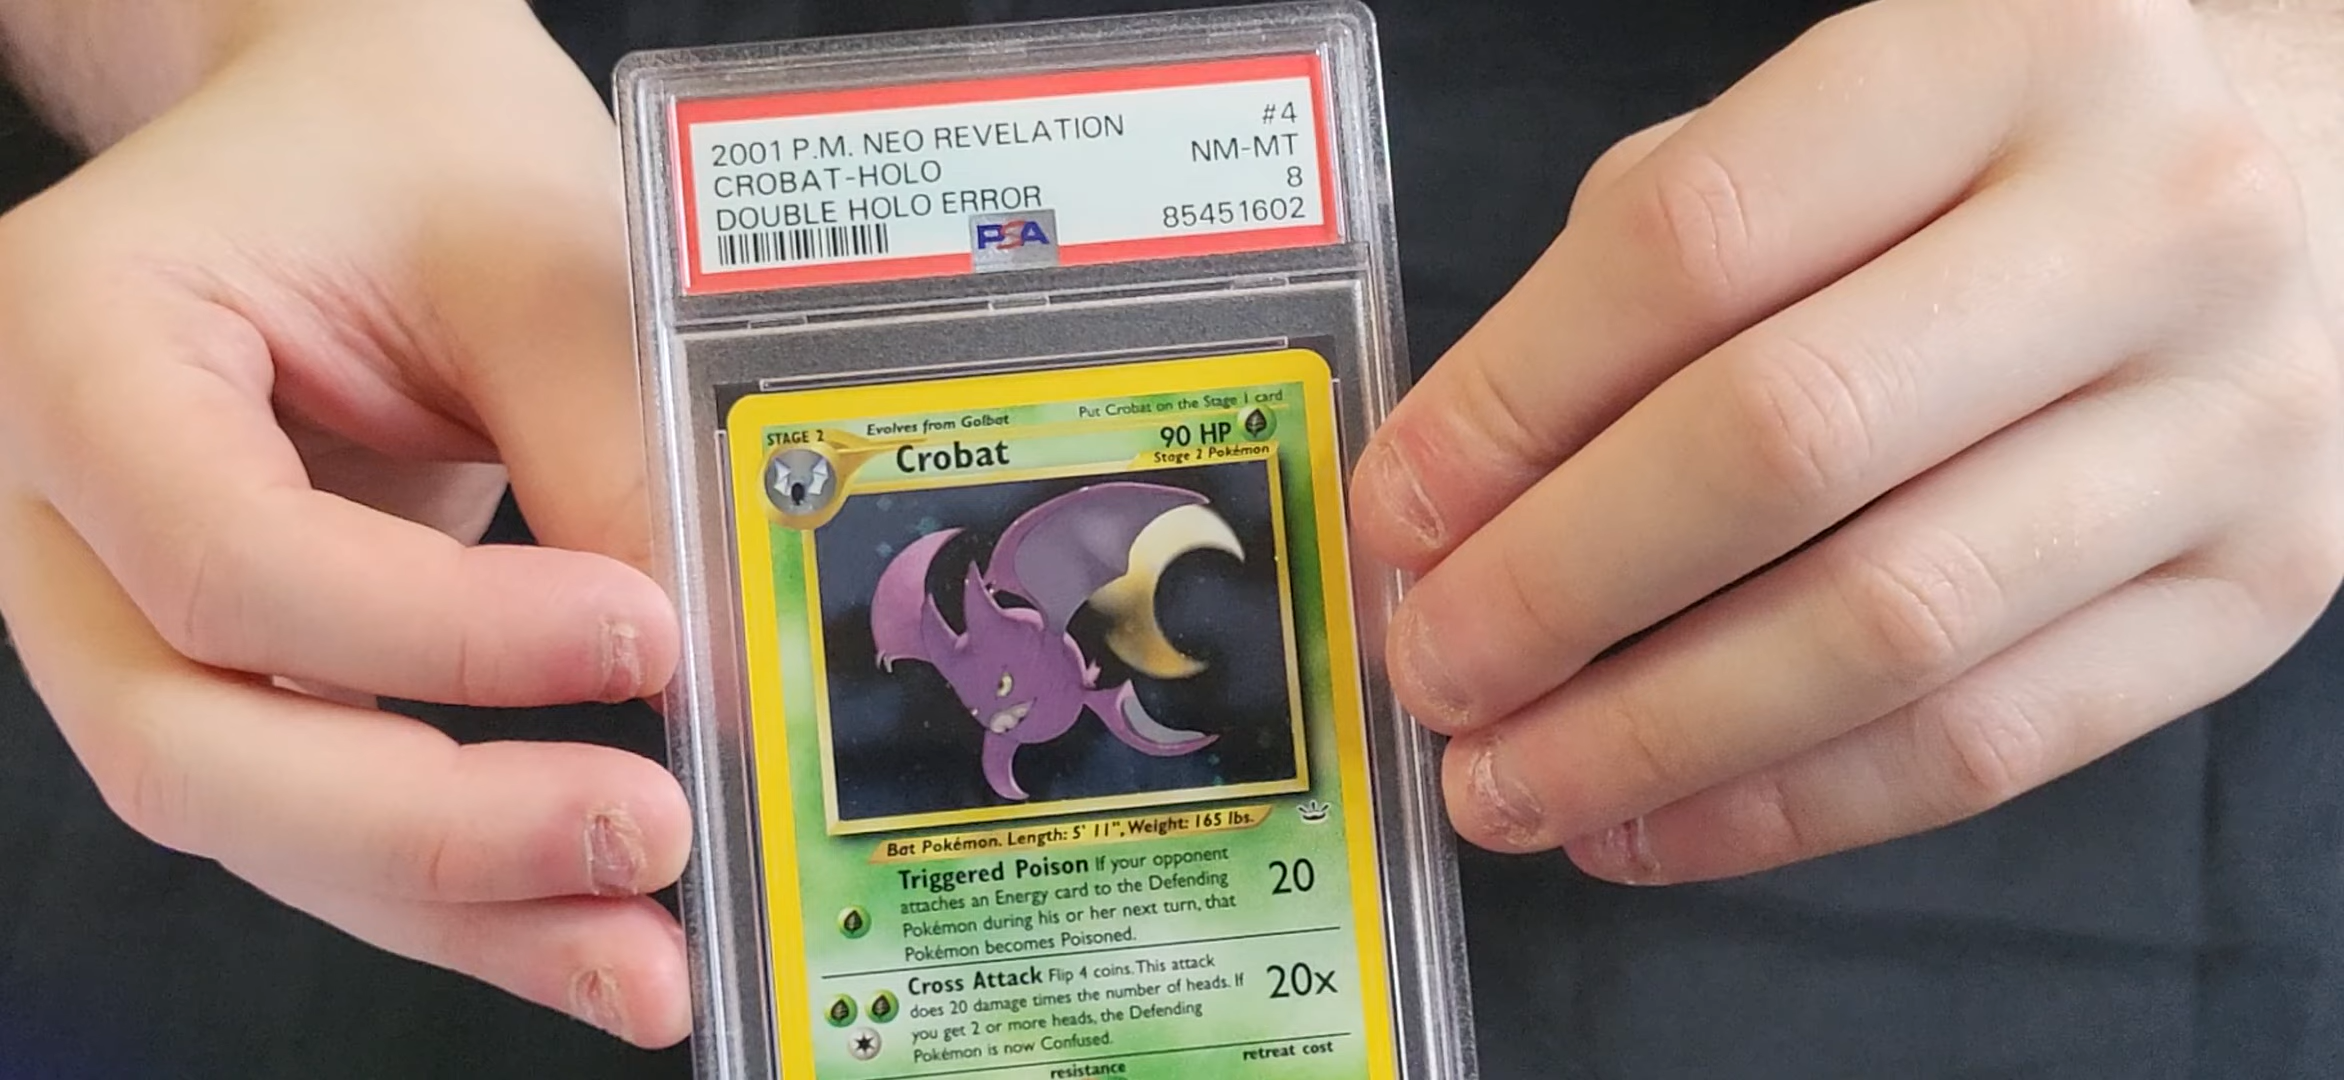 2001 P.M. NEO REVELATION #4
CROBAT-HOLO NM-MT
DOUBLE HOLO ERROR 8
PSA 85451602
Evolves from Golbat Put Crobat on the Stage 1 card
STAGE 2 Crobat 90 HP
Stage 2 Pokémon
Bat Pokémon. Length: 5' 11", Weight: 165 lbs.
Triggered Poison If your opponent
attaches an Energy card to the Defending 20
Pokémon during his or her next turn, that
Pokémon becomes Poisoned.
Cross Attack Flip 4 coins. This attack
does 20 damage times the number of heads. If 20x
you get 2 or more heads, the Defending
Pokémon is now Confused.
resistance retreat cost